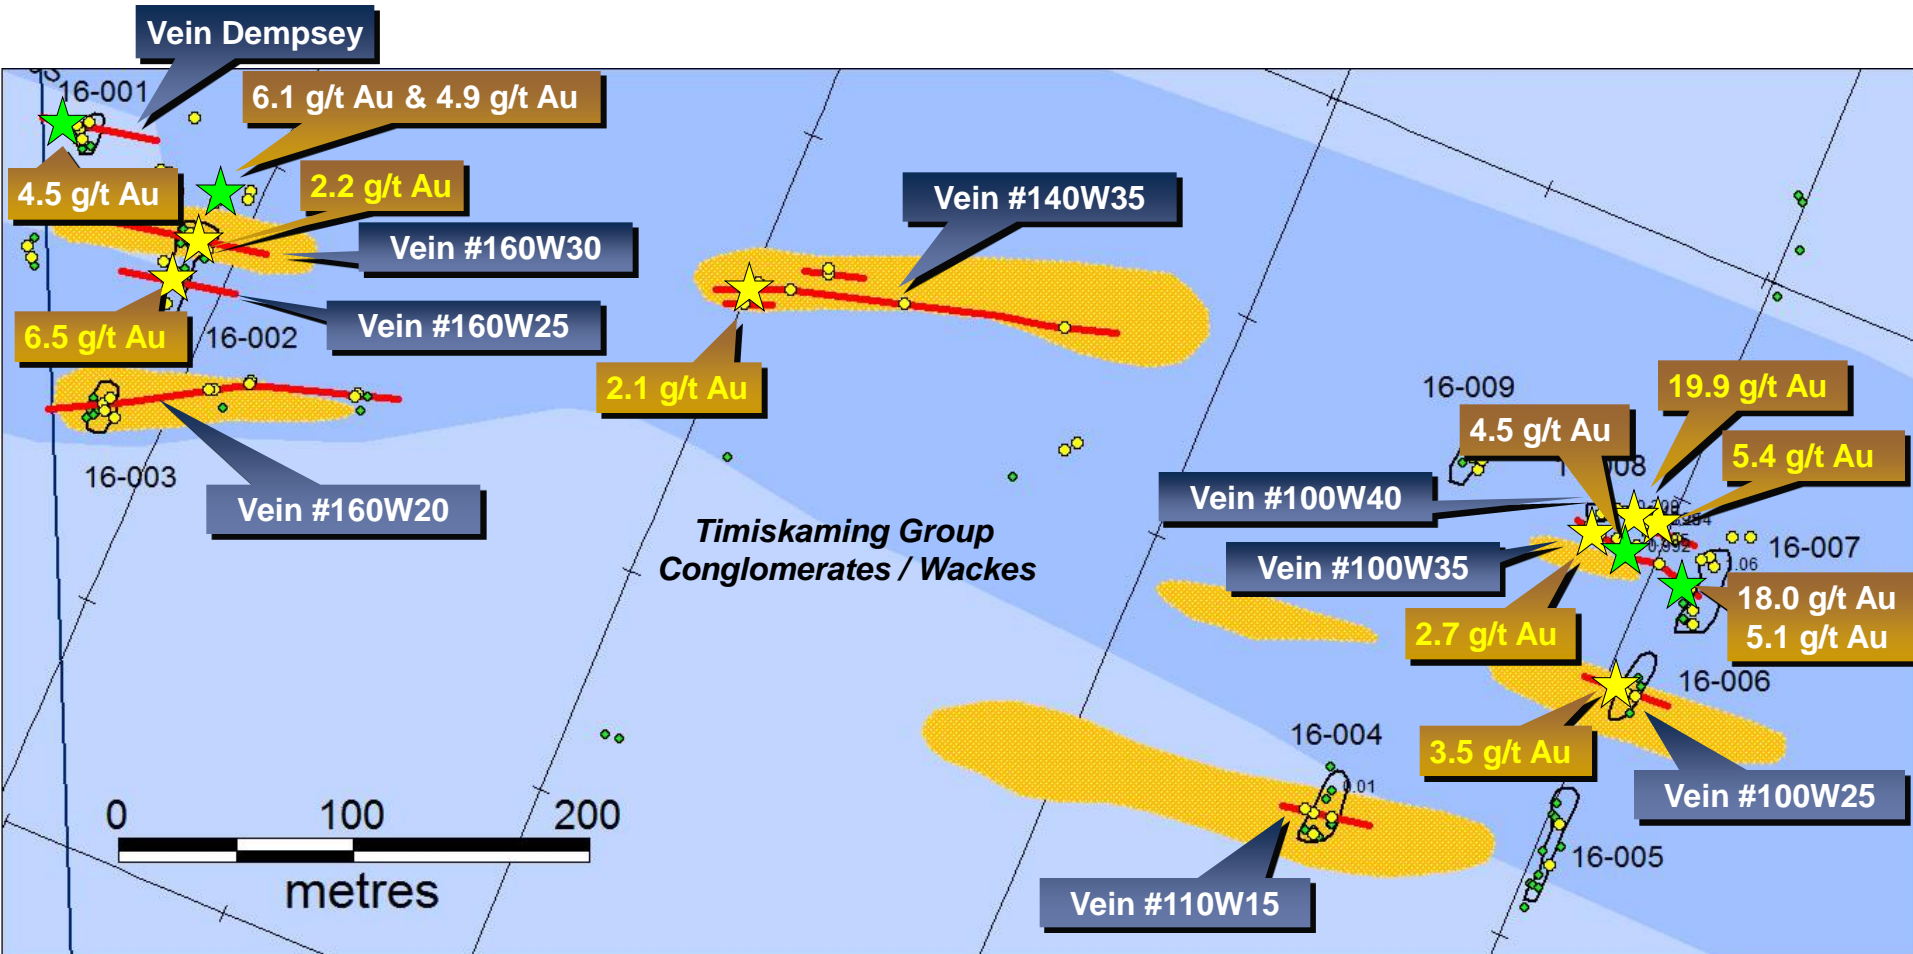 Vein Dempsey
16-001
6.1 g/t Au & 4.9 g/t Au
4.5 g/t Au
2.2 g/t Au
Vein #140W35
Vein #160W30
6.5 g/t Au
16-002
Vein #160W25
2.1 g/t Au
16-009
19.9 g/t Au
4.5 g/t Au
5.4 g/t Au
16-003
Vein #160W20
Vein #100W40
Timiskaming Group
Conglomerates / Wackes
16-007
Vein #100W35
1.06
18.0 g/t Au
5.1 g/t Au
2.7 g/t Au
16-006
16-004
3.5 g/t Au
0.01
Vein #100W25
0 100 200
metres
16-005
Vein #110W15